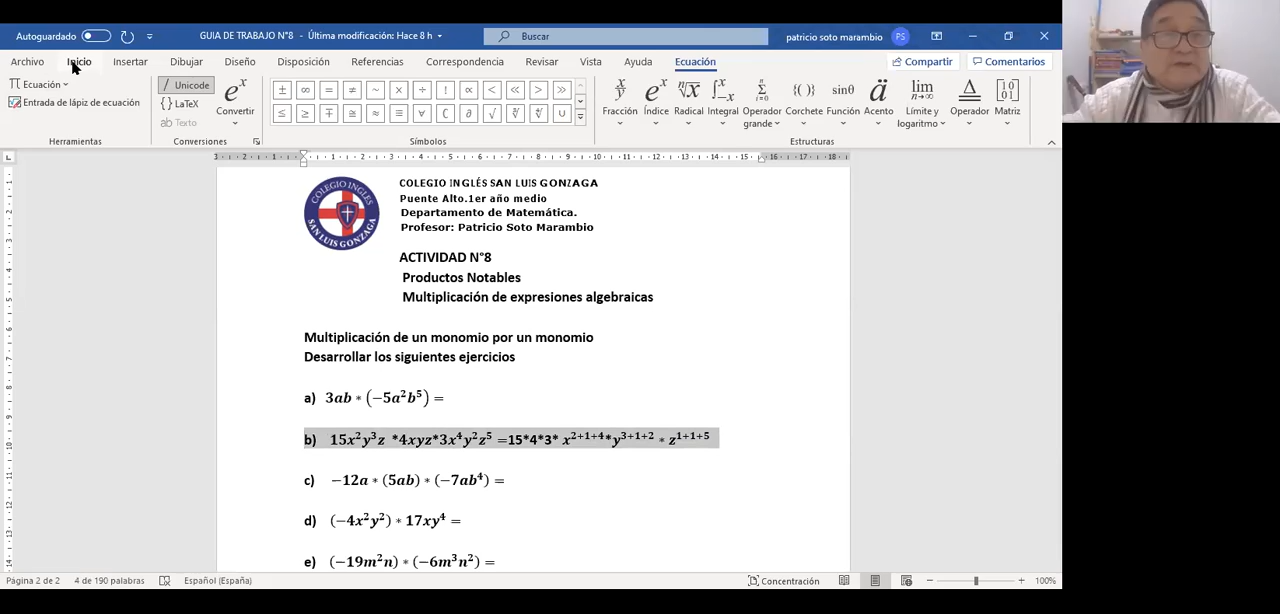 Autoguardado
GUIA DE TRABAJO N°8 - Última modificación: Hace 8 h
Buscar
patricio soto marambio PS
Archivo Inicio Insertar Dibujar Diseño Disposición Referencias Correspondencia Revisar Vista Ayuda Ecuación
Compartir Comentarios
Ecuación
Entrada de lápiz de ecuación
Herramientas
Unicode
LaTeX
Texto
Convertir
Conversiones
± ∞ = ≠ ~ × ÷ ! ∝ < ≪ > ≫
≤ ≥ ∓ ≅ ≈ ≡ ∀ ∁ ∂ √ ∛ ∜ ∪
Símbolos
Fracción Índice Radical Integral Operador grande Corchete Función Acento Límite y logaritmo Operador Matriz
Estructuras
COLEGIO INGLÉS SAN LUIS GONZAGA
Puente Alto.1er año medio
Departamento de Matemática.
Profesor: Patricio Soto Marambio
COLEGIO INGLÉS
SAN LUIS GONZAGA
ACTIVIDAD N°8
Productos Notables
Multiplicación de expresiones algebraicas
Multiplicación de un monomio por un monomio
Desarrollar los siguientes ejercicios
a) 3ab ∗ (−5a²b⁵) =
b) 15x²y³z *4xyz*3x⁴y²z⁵ =15*4*3* x²⁺¹⁺⁴*y³⁺¹⁺² ∗ z¹⁺¹⁺⁵
c) −12a ∗ (5ab) ∗ (−7ab⁴) =
d) (−4x²y²) ∗ 17xy⁴ =
e) (−19m²n) ∗ (−6m³n²) =
Página 2 de 2 4 de 190 palabras Español (España) Concentración 100%